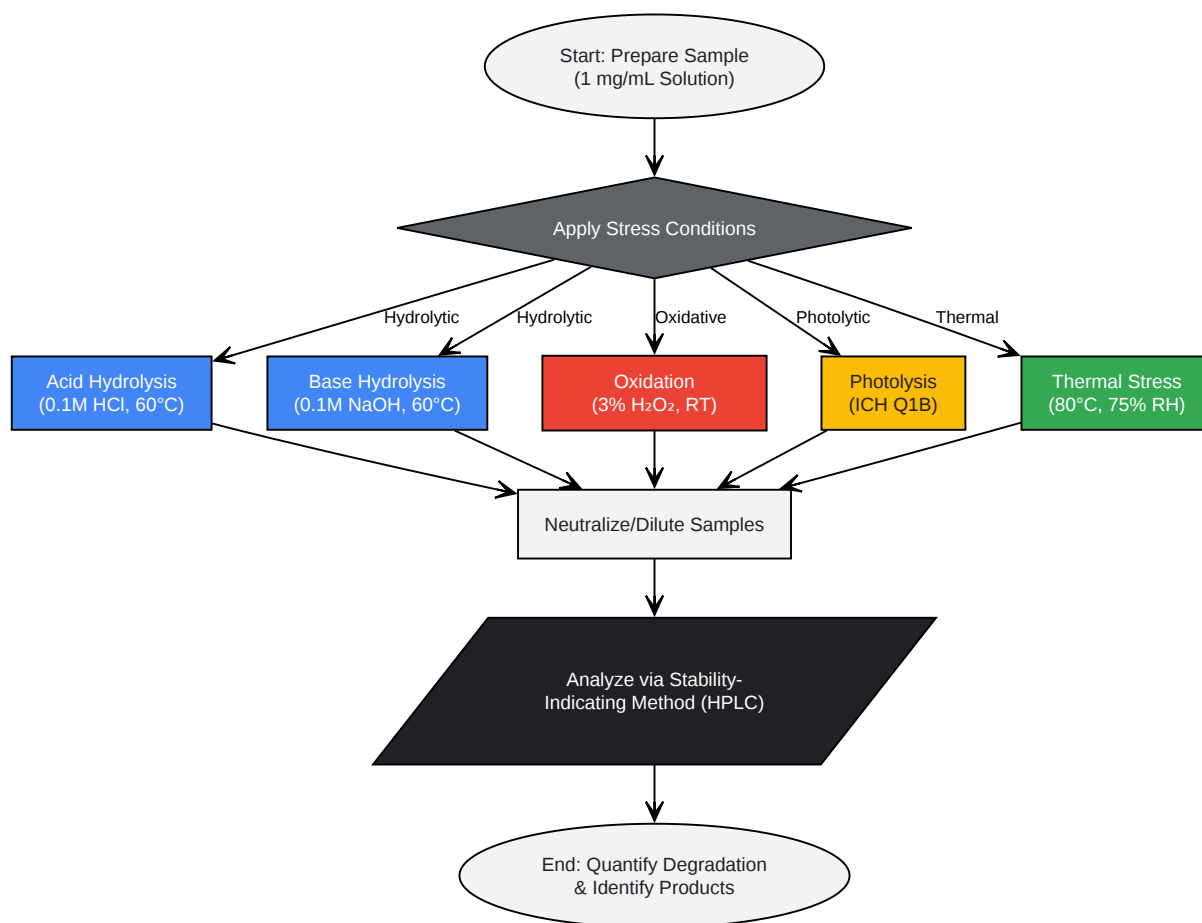 Start: Prepare Sample
(1 mg/mL Solution)
Apply Stress Conditions
Hydrolytic
Hydrolytic
Oxidative
Photolytic
Thermal
Acid Hydrolysis
(0.1M HCl, 60°C)
Base Hydrolysis
(0.1M NaOH, 60°C)
Oxidation
(3% H₂O₂, RT)
Photolysis
(ICH Q1B)
Thermal Stress
(80°C, 75% RH)
Neutralize/Dilute Samples
Analyze via Stability-
Indicating Method (HPLC)
End: Quantify Degradation
& Identify Products